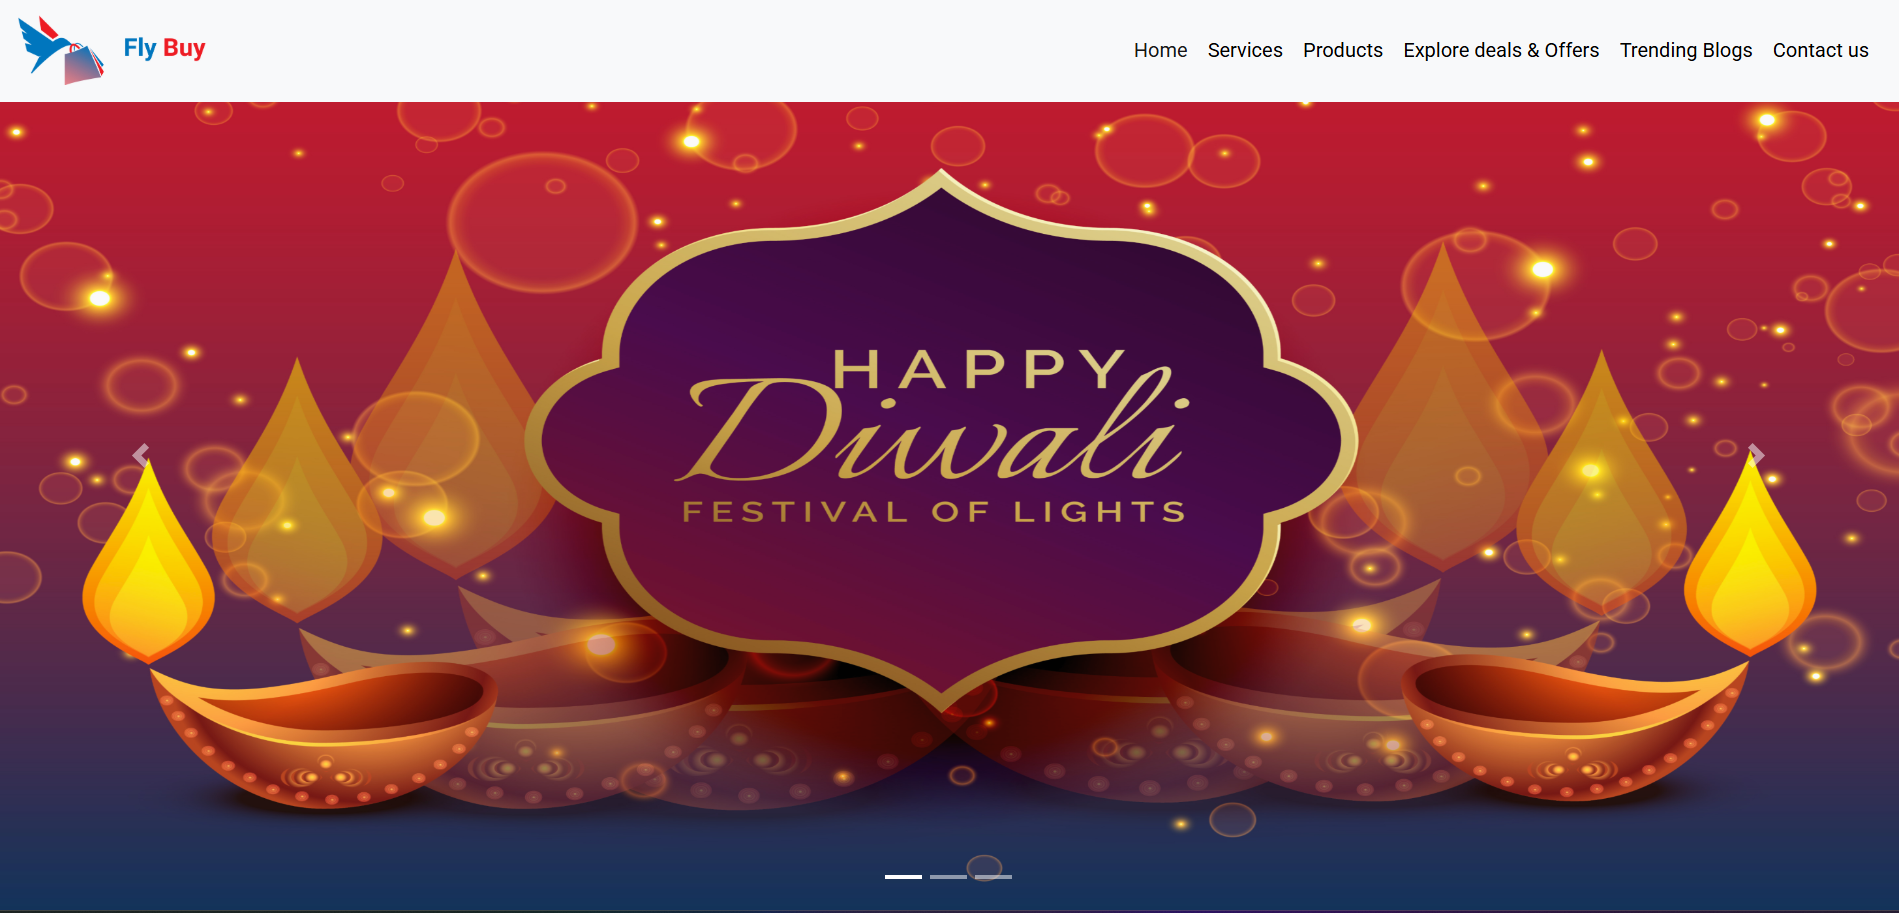 Fly Buy
Home Services Products Explore deals & Offers Trending Blogs Contact us
HAPPY
Diwali
FESTIVAL OF LIGHTS